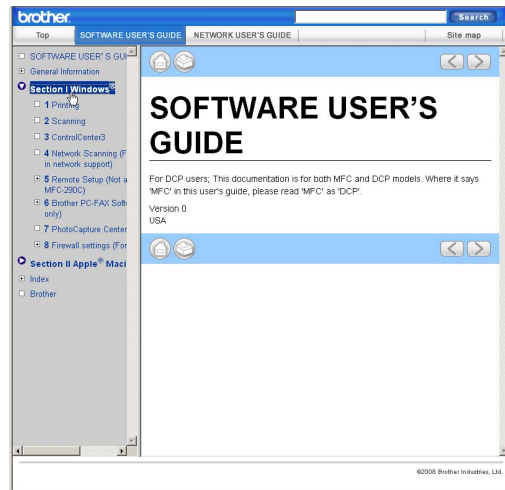 brother.
Search
Top
SOFTWARE USER'S GUIDE
NETWORK USER'S GUIDE
Site map
SOFTWARE USER' S GUI
General Information
Section I Windows®
1 Printing
2 Scanning
3 ControlCenter3
4 Network Scanning (F
in network support)
5 Remote Setup (Not a
MFC-290C)
6 Brother PC-FAX Soft
only)
7 PhotoCapture Center
8 Firewall settings (For
Section II Apple® Maci
Index
Brother
SOFTWARE USER'S
GUIDE
For DCP users; This documentation is for both MFC and DCP models. Where it says
'MFC' in this user's guide, please read 'MFC' as 'DCP'.
Version 0
USA
©2008 Brother Industries, Ltd.